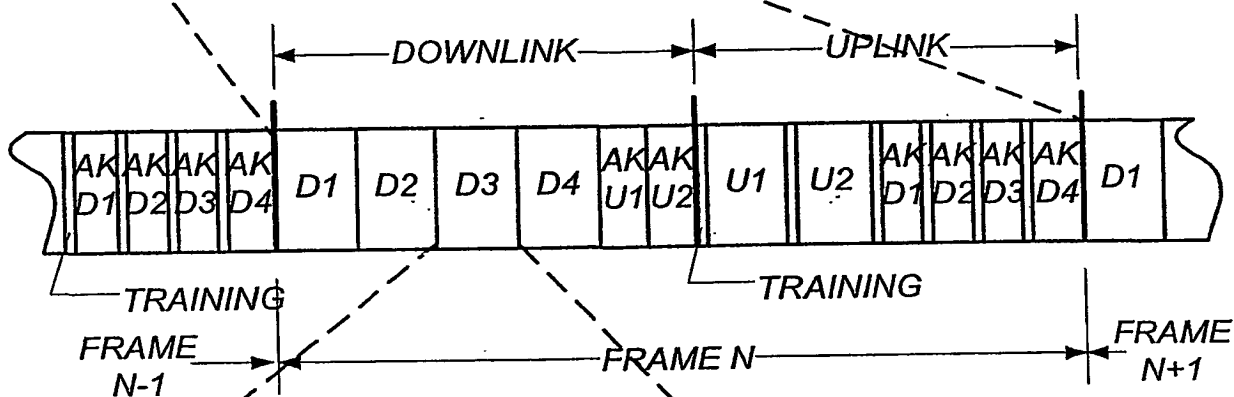 DOWNLINK UPLINK
AK AK AK AK D1 D2 D3 D4 AK AK U1 U2 AK AK AK AK D1
D1 D2 D3 D4 U1 U2 D1 D2 D3 D4
TRAINING TRAINING
FRAME FRAME N FRAME
N-1 N+1